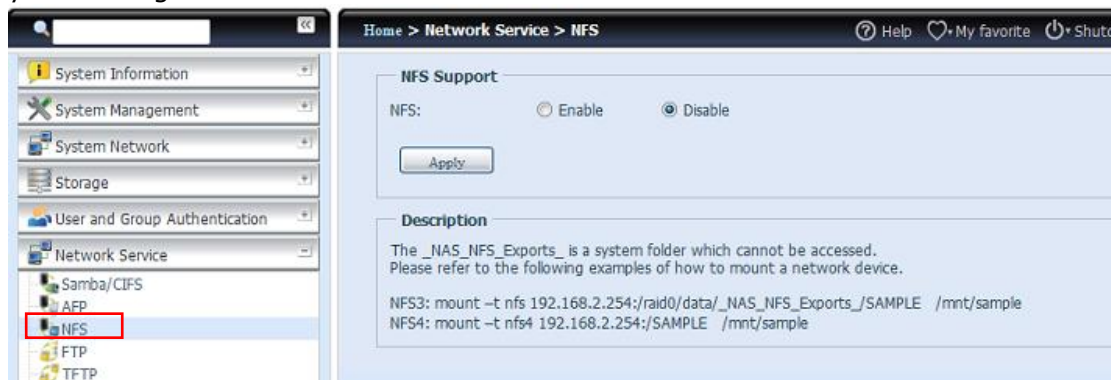 Home > Network Service > NFS
Help
My favorite
System Information
System Management
System Network
Storage
User and Group Authentication
Network Service
Samba/CIFS
AFP
NFS
FTP
TFTP
NFS Support
NFS:
Enable
Disable
Apply
Description
The _NAS_NFS_Exports_ is a system folder which cannot be accessed.
Please refer to the following examples of how to mount a network device.
NFS3: mount –t nfs 192.168.2.254:/raid0/data/_NAS_NFS_Exports_/SAMPLE /mnt/sample
NFS4: mount –t nfs4 192.168.2.254:/SAMPLE /mnt/sample